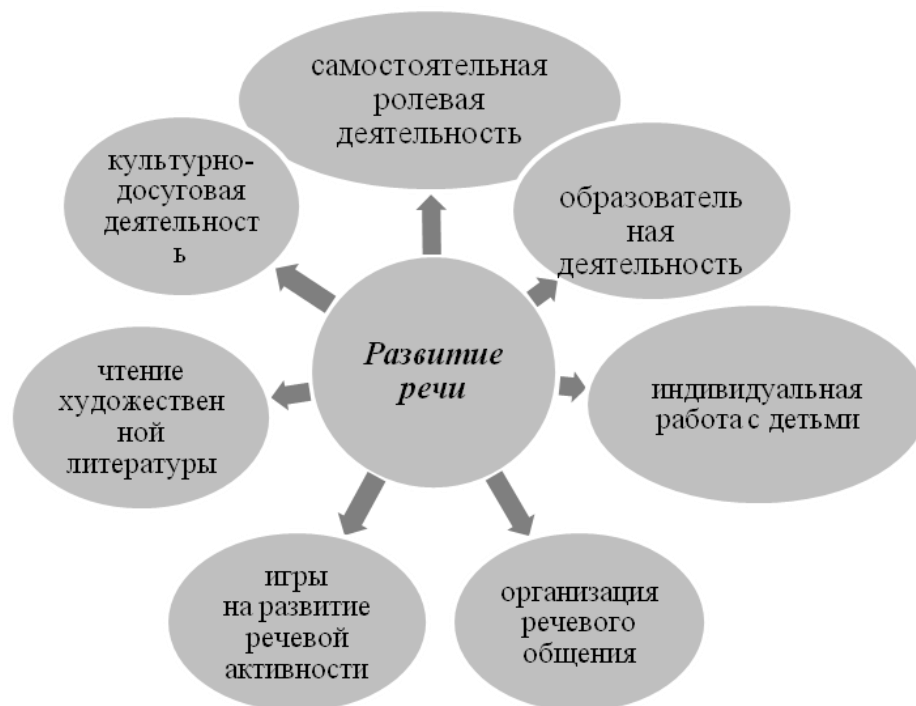 самостоятельная
ролевая
деятельность
образователь
ная
деятельность
индивидуальная
работа с детьми
организация
речевого
общения
игры
на развитие
речевой
активности
чтение
художествен
ной
литературы
культурно-
досуговая
деятельност
ь
Развитие
речи